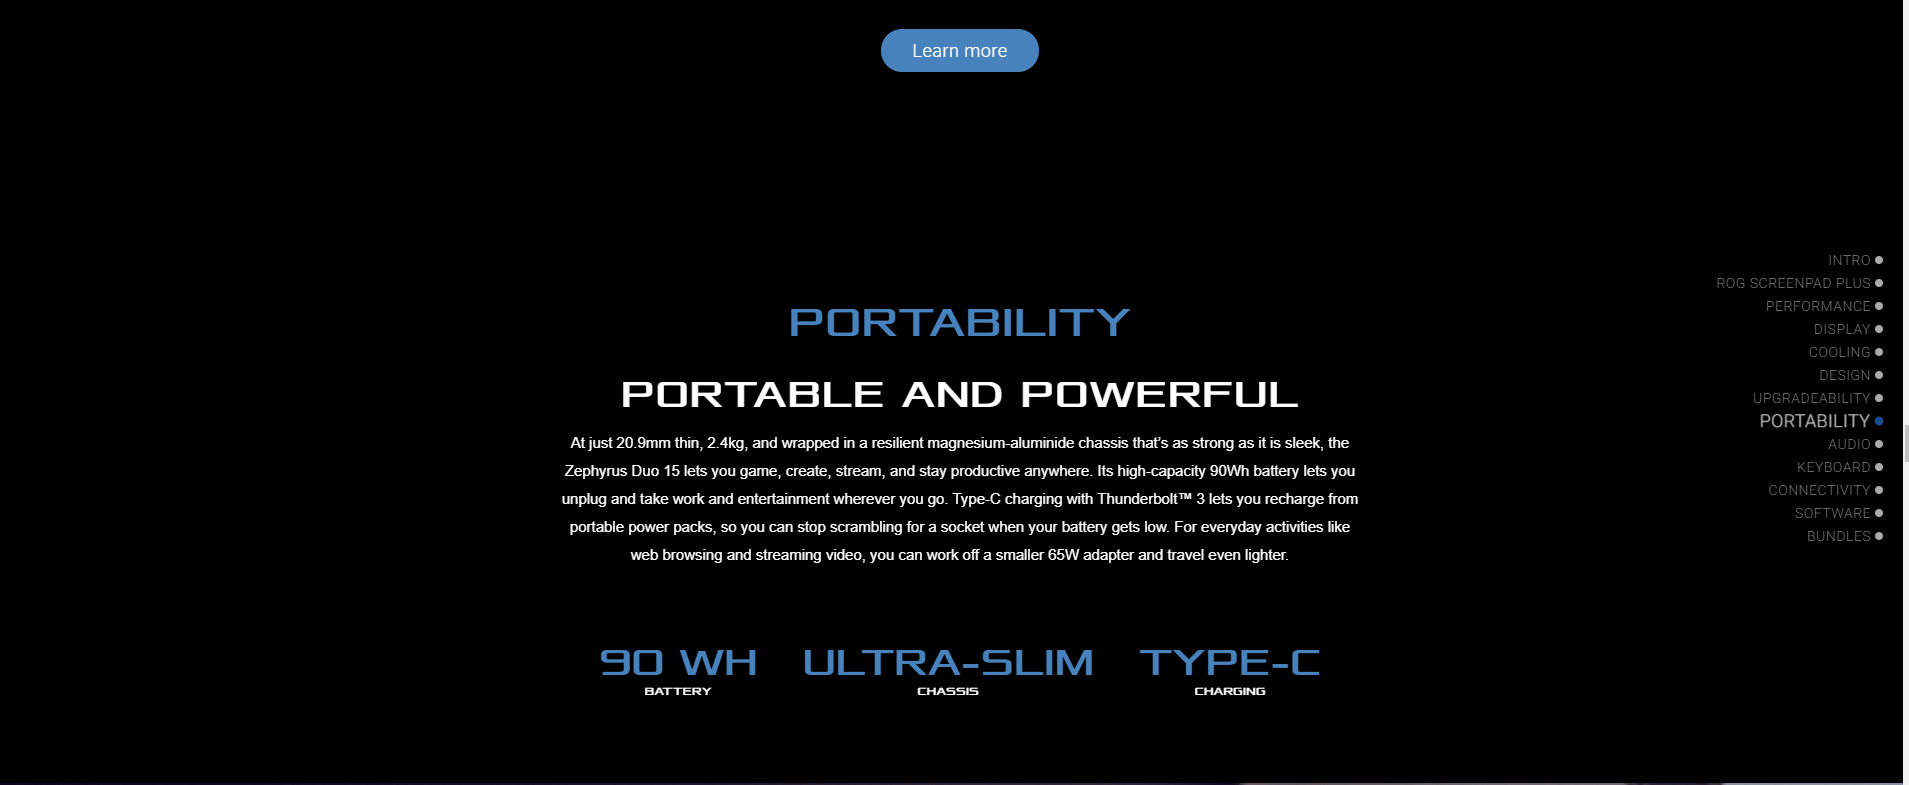 Learn more
PORTABILITY
PORTABLE AND POWERFUL
At just 20.9mm thin, 2.4kg, and wrapped in a resilient magnesium-aluminide chassis that’s as strong as it is sleek, the
Zephyrus Duo 15 lets you game, create, stream, and stay productive anywhere. Its high-capacity 90Wh battery lets you
unplug and take work and entertainment wherever you go. Type-C charging with Thunderbolt™ 3 lets you recharge from
portable power packs, so you can stop scrambling for a socket when your battery gets low. For everyday activities like
web browsing and streaming video, you can work off a smaller 65W adapter and travel even lighter.
90 WH
BATTERY
ULTRA-SLIM
CHASSIS
TYPE-C
CHARGING
INTRO
ROG SCREENPAD PLUS
PERFORMANCE
DISPLAY
COOLING
DESIGN
UPGRADEABILITY
PORTABILITY
AUDIO
KEYBOARD
CONNECTIVITY
SOFTWARE
BUNDLES